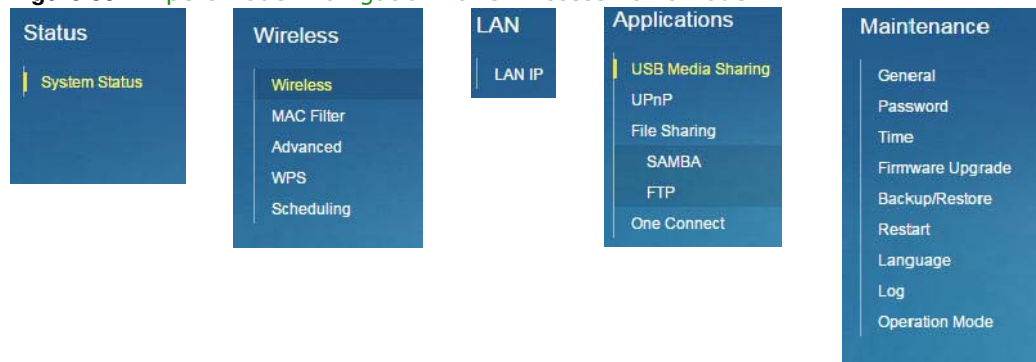 Status
System Status
Wireless
Wireless
MAC Filter
Advanced
WPS
Scheduling
LAN
LAN IP
Applications
USB Media Sharing
UPnP
File Sharing
SAMBA
FTP
One Connect
Maintenance
General
Password
Time
Firmware Upgrade
Backup/Restore
Restart
Language
Log
Operation Mode